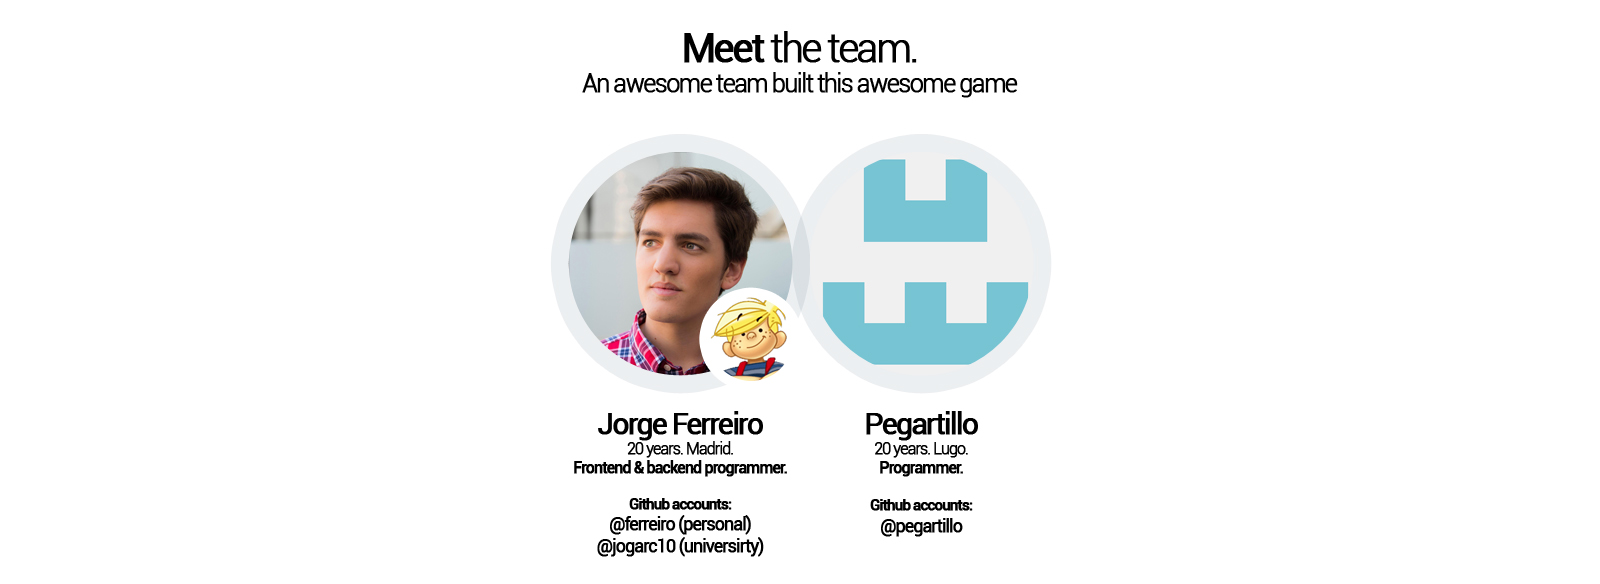 Meet the team.
An awesome team built this awesome game
Jorge Ferreiro
20 years. Madrid.
Frontend & backend programmer.
Github accounts:
@ferreiro (personal)
@jogarc10 (universirty)
Pegartillo
20 years. Lugo.
Programmer.
Github accounts:
@pegartillo